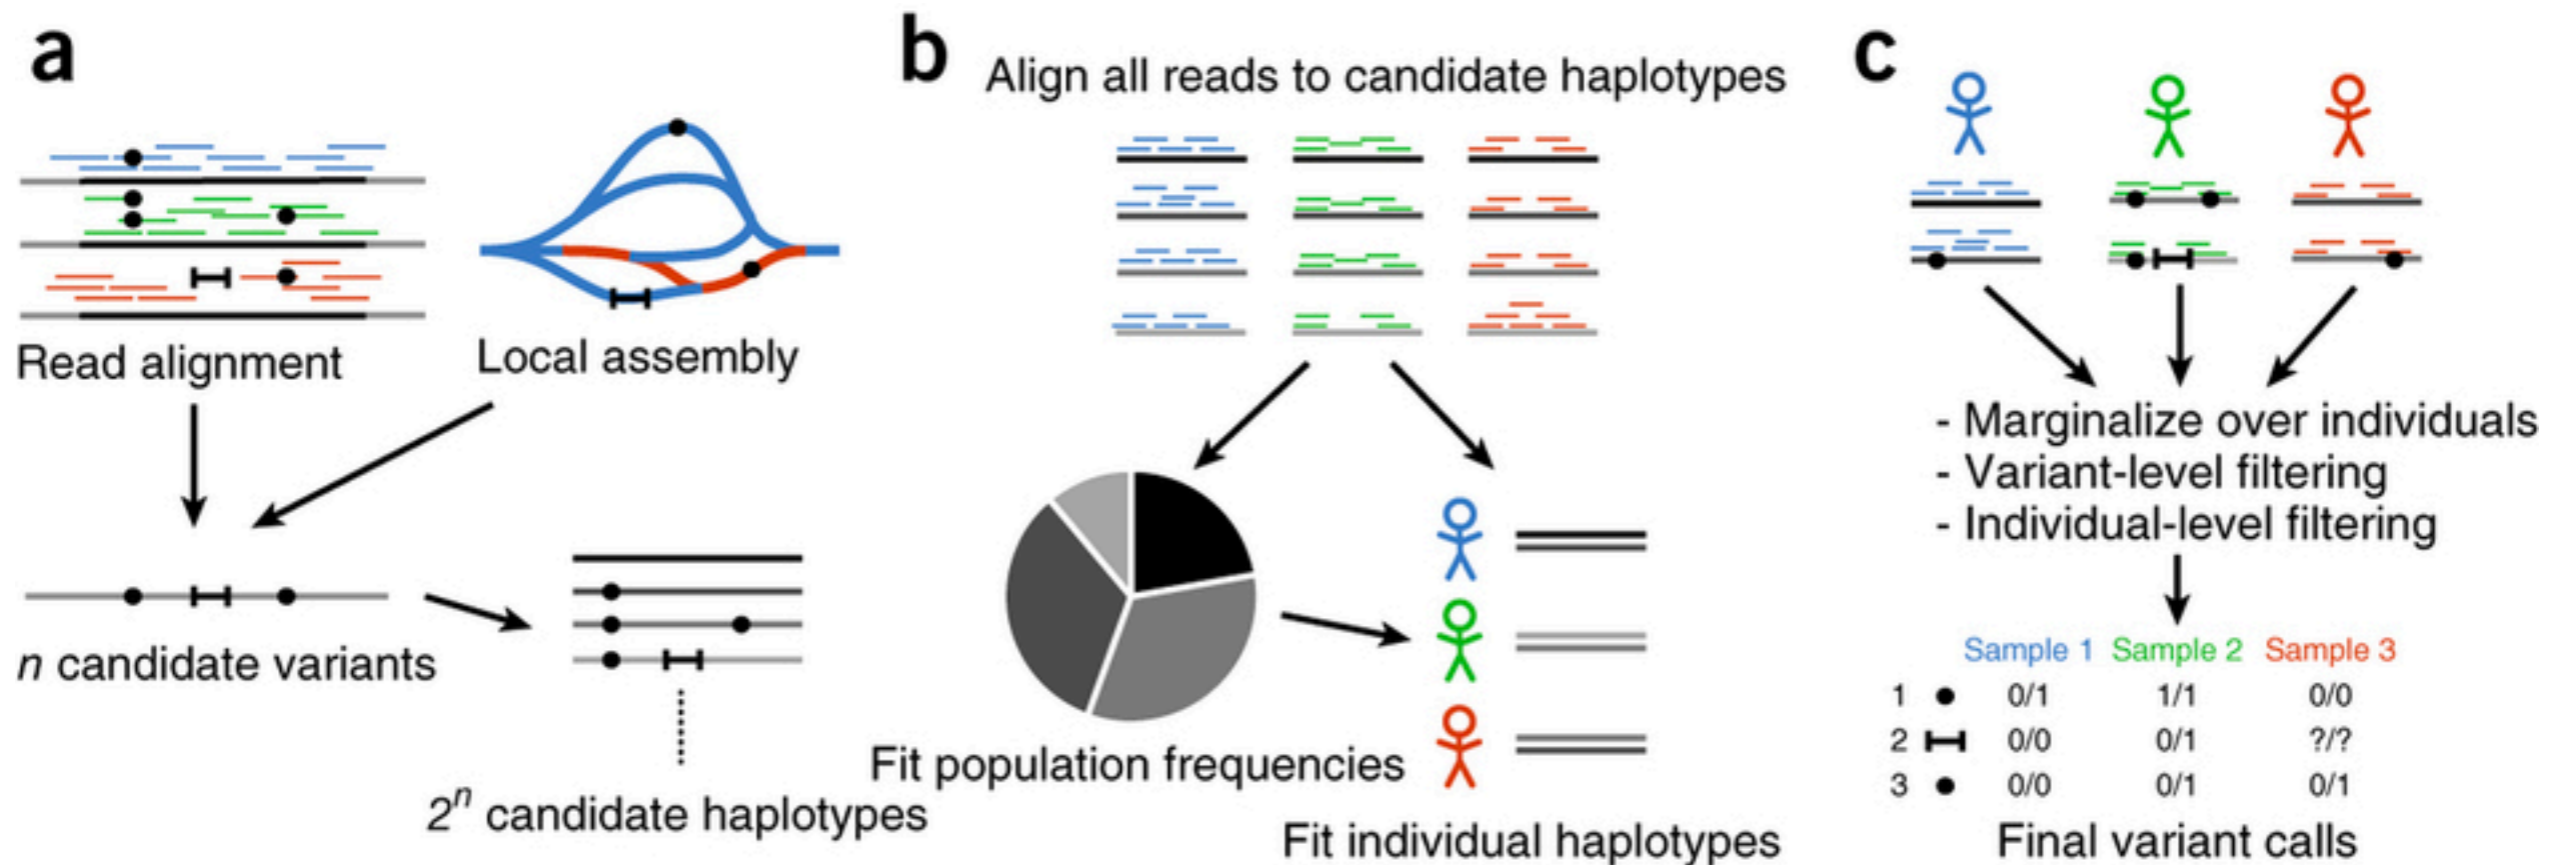 a
Read alignment
Local assembly
n candidate variants
2ⁿ candidate haplotypes
b
Align all reads to candidate haplotypes
Fit population frequencies
Fit individual haplotypes
c
- Marginalize over individuals
- Variant-level filtering
- Individual-level filtering
Sample 1 Sample 2 Sample 3
1 0/1 1/1 0/0
2 0/0 0/1 ?/?
3 0/0 0/1 0/1
Final variant calls